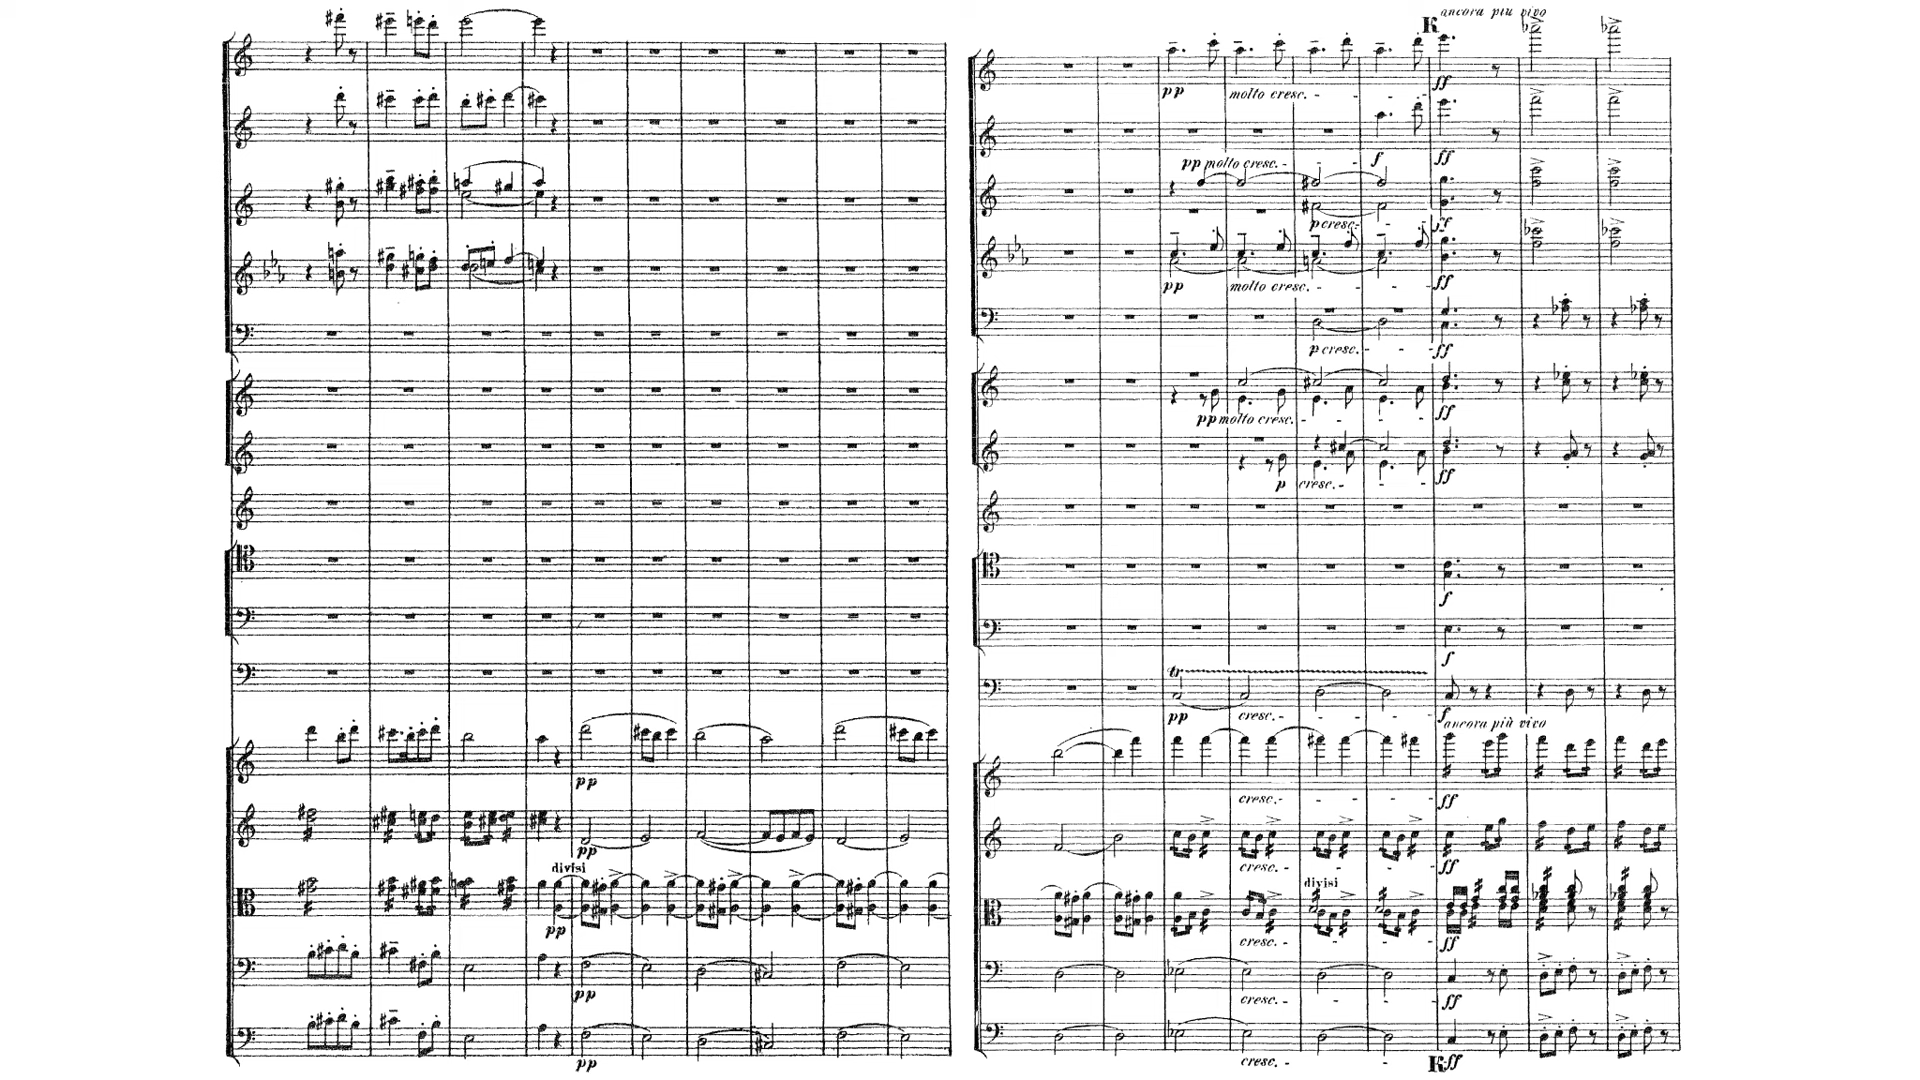 divisi
pp
pp
pp
pp
pp
K
ancora più vivo
pp
molto cresc.
ff
pp molto cresc.
f
ff
p cresc.
ff
pp
molto cresc.
ff
p cresc.
ff
pp molto cresc.
ff
p cresc.
ff
f
f
tr
pp
cresc.
f
ancora più vivo
cresc.
ff
cresc.
ff
divisi
cresc.
ff
cresc.
ff
cresc.
K ff